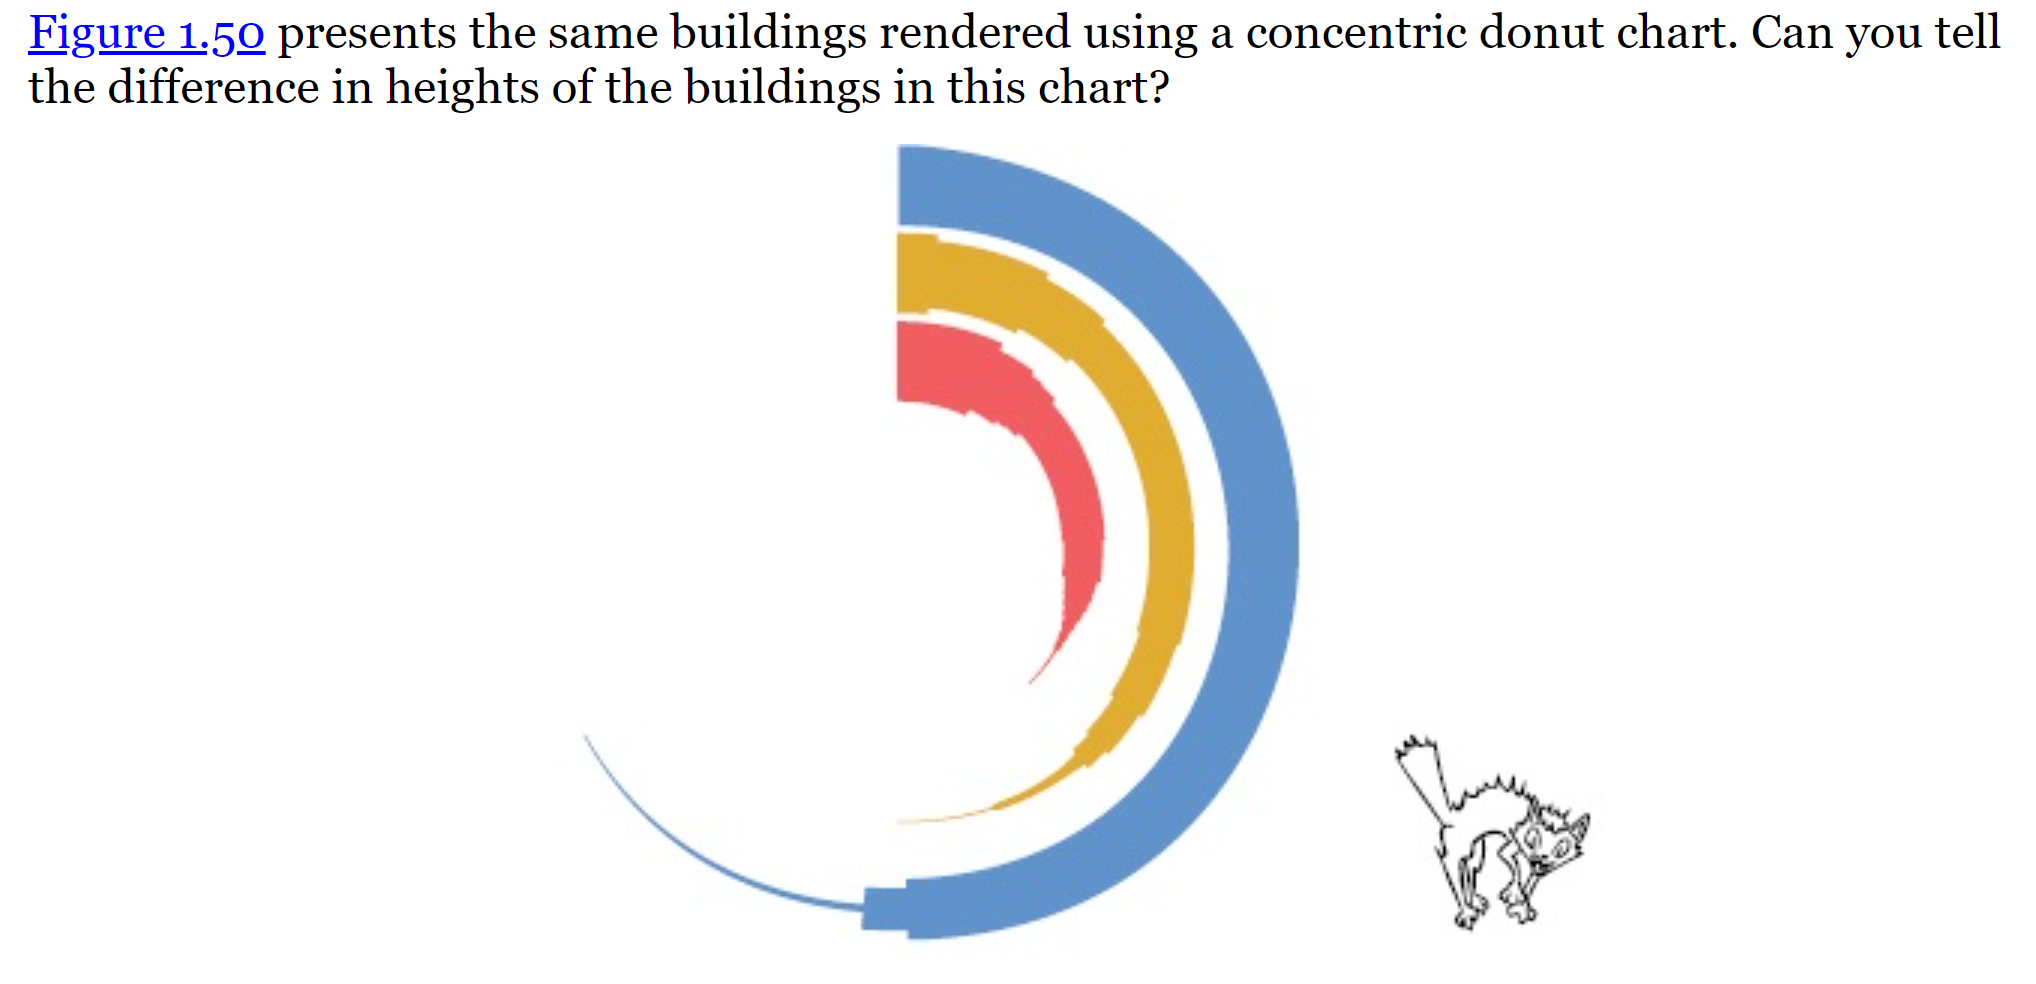 Figure 1.50 presents the same buildings rendered using a concentric donut chart. Can you tell
the difference in heights of the buildings in this chart?